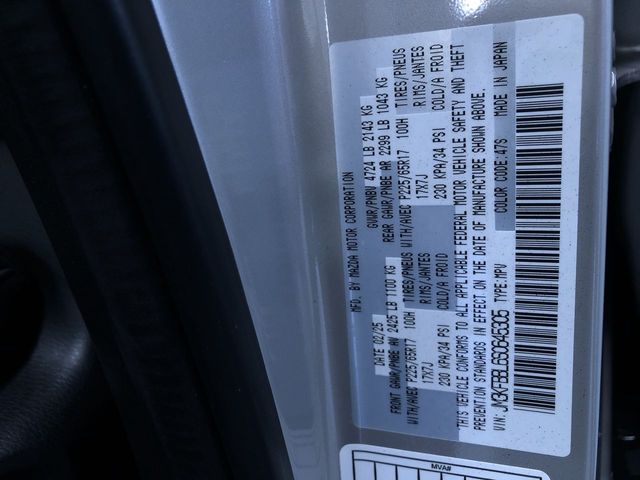 MFD. BY MAZDA MOTOR CORPORATION
DATE 02/25 GVWR/PNBV 4724 LB 2143 KG
FRONT GAWR/PNBE AV 2425 LB 1100 KG REAR GAWR/PNBE AR 2299 LB 1043 KG
WITH/AVEC P225/65R17 100H TIRES/PNEUS WITH/AVEC P225/65R17 100H TIRES/PNEUS
17X7J RIMS/JANTES 17X7J RIMS/JANTES
230 KPA/34 PSI COLD/A FROID 230 KPA/34 PSI COLD/A FROID
THIS VEHICLE CONFORMS TO ALL APPLICABLE FEDERAL MOTOR VEHICLE SAFETY AND THEFT
PREVENTION STANDARDS IN EFFECT ON THE DATE OF MANUFACTURE SHOWN ABOVE.
VIN: TYPE: MPV COLOR CODE: 47S MADE IN JAPAN
MVA#